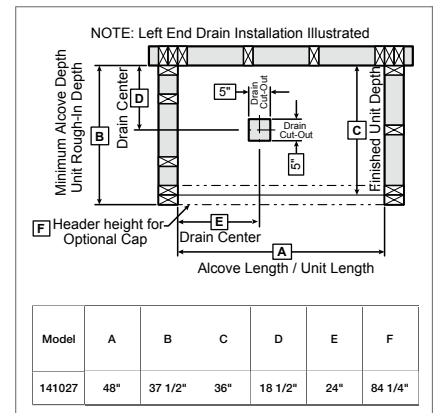 NOTE: Left End Drain Installation Illustrated
Minimum Alcove Depth
Unit Rough-In Depth
B
Drain Center
D
5"
Drain
Cut-Out
Drain
Cut-Out
5"
C
Finished Unit Depth
F Header height for
Optional Cap
E
Drain Center
A
Alcove Length / Unit Length
Model A B C D E F
141027 48" 37 1/2" 36" 18 1/2" 24" 84 1/4"